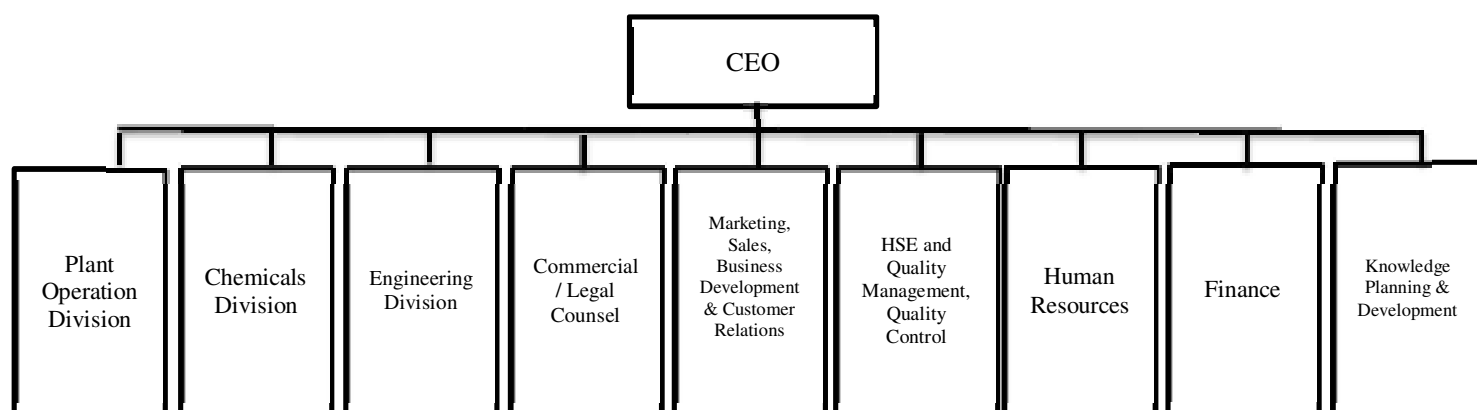 CEO
Plant
Operation
Division
Chemicals
Division
Engineering
Division
Commercial
/ Legal
Counsel
Marketing,
Sales,
Business
Development
& Customer
Relations
HSE and
Quality
Management,
Quality
Control
Human
Resources
Finance
Knowledge
Planning &
Development